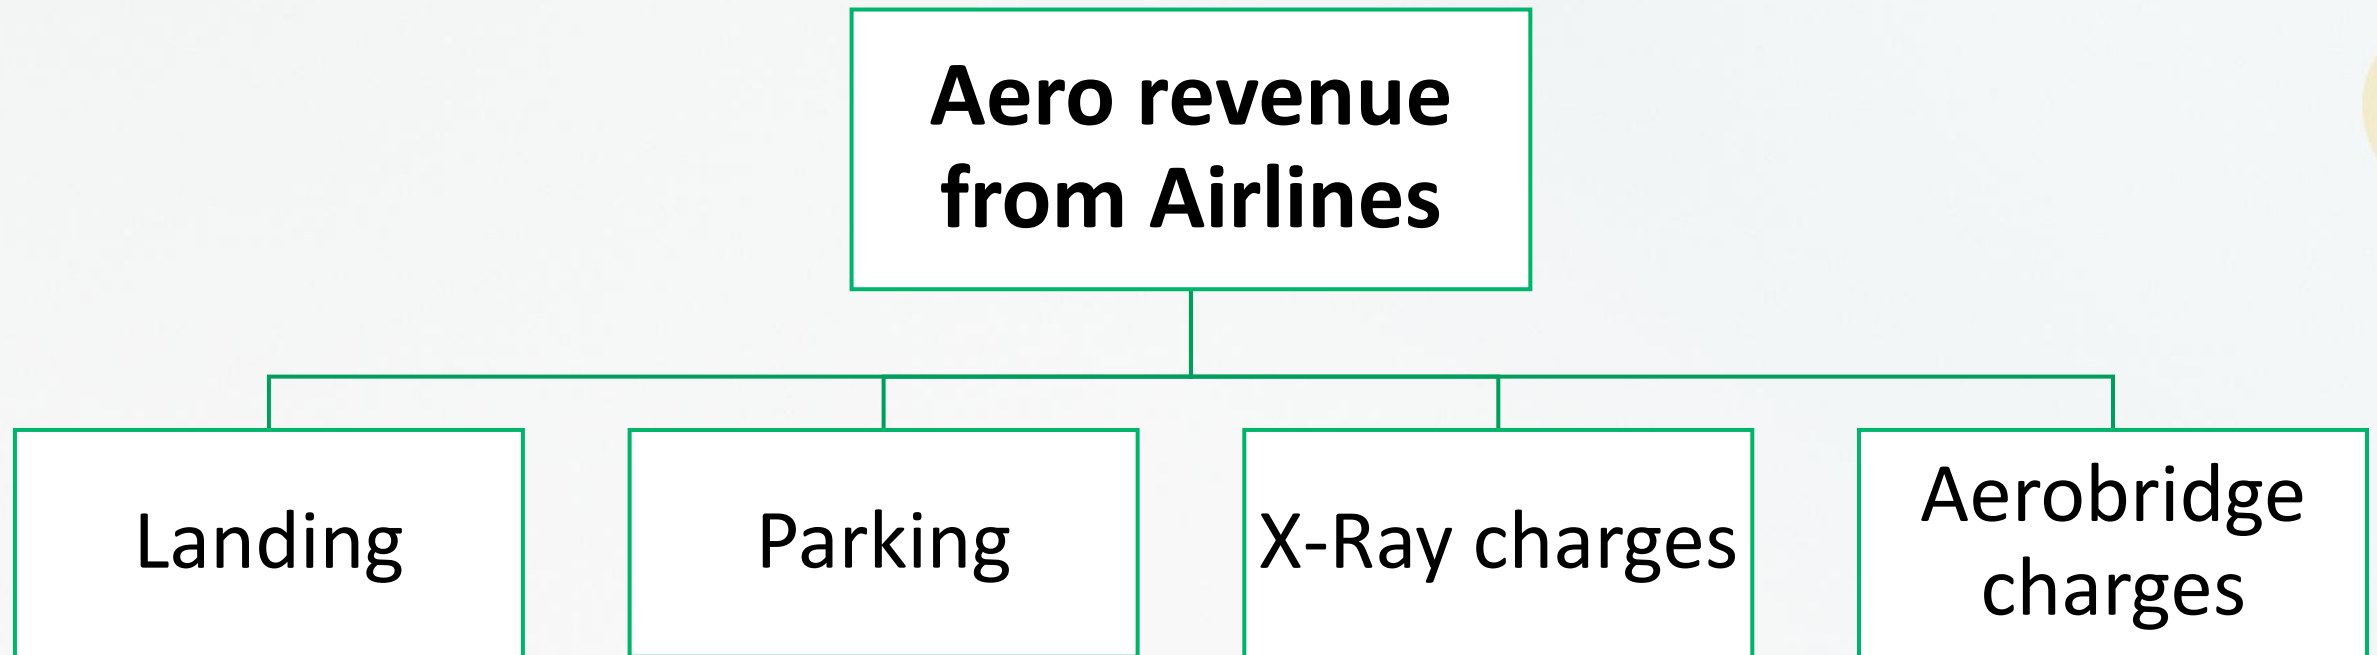 Aero revenue
from Airlines
Landing
Parking
X-Ray charges
Aerobridge
charges